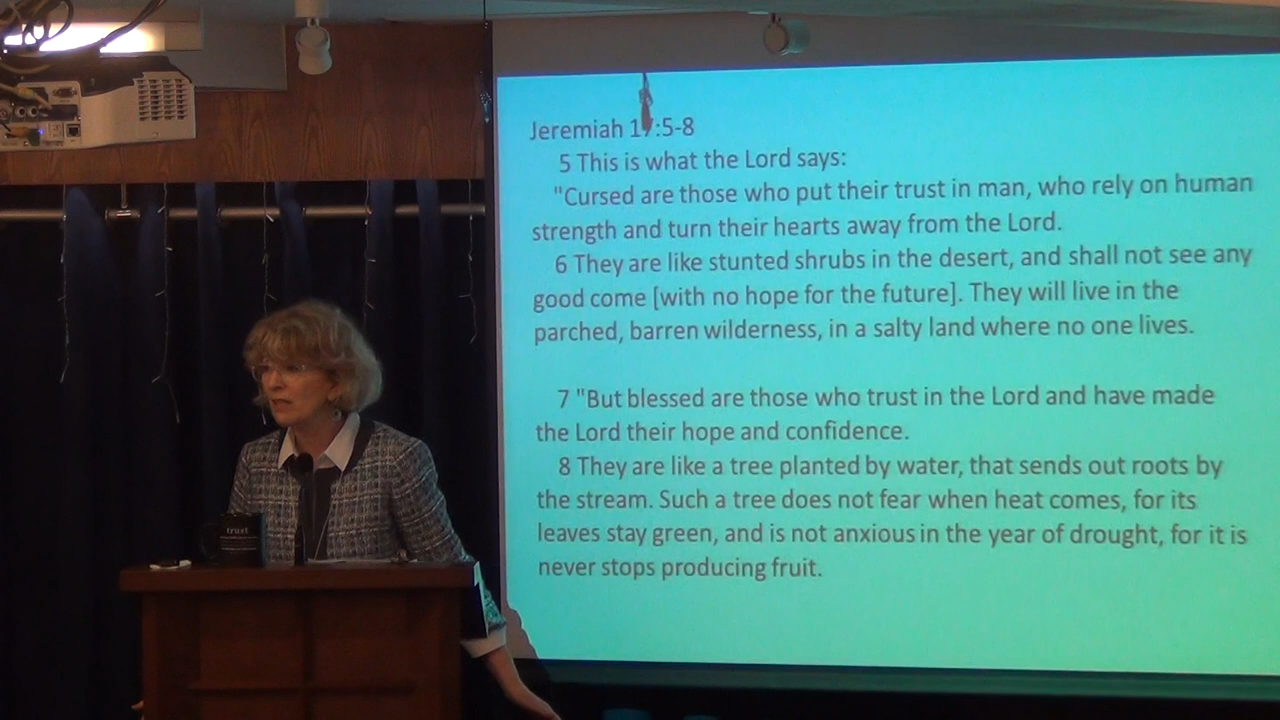 Jeremiah 17:5-8
5 This is what the Lord says:
"Cursed are those who put their trust in man, who rely on human
strength and turn their hearts away from the Lord.
6 They are like stunted shrubs in the desert, and shall not see any
good come [with no hope for the future]. They will live in the
parched, barren wilderness, in a salty land where no one lives.
7 "But blessed are those who trust in the Lord and have made
the Lord their hope and confidence.
8 They are like a tree planted by water, that sends out roots by
the stream. Such a tree does not fear when heat comes, for its
leaves stay green, and is not anxious in the year of drought, for it is
never stops producing fruit.
trust